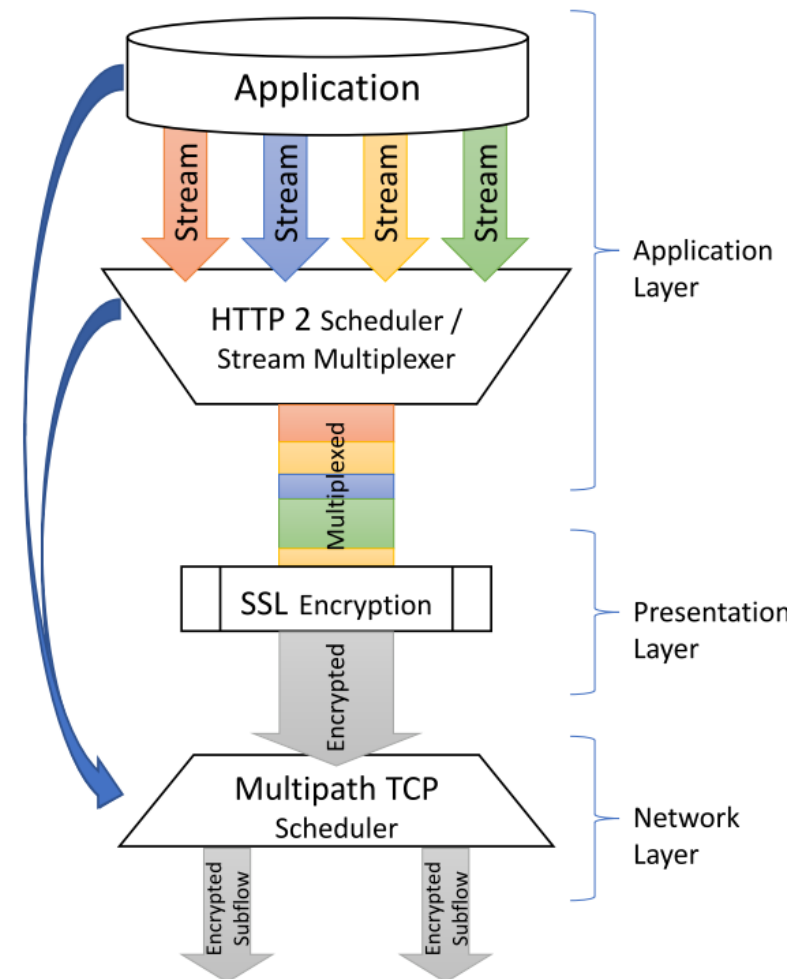 Application
Stream
Stream
Stream
Stream
Application
Layer
HTTP 2 Scheduler /
Stream Multiplexer
Multiplexed
SSL Encryption
Presentation
Layer
Encrypted
Multipath TCP
Scheduler
Network
Layer
Encrypted
Subflow
Encrypted
Subflow